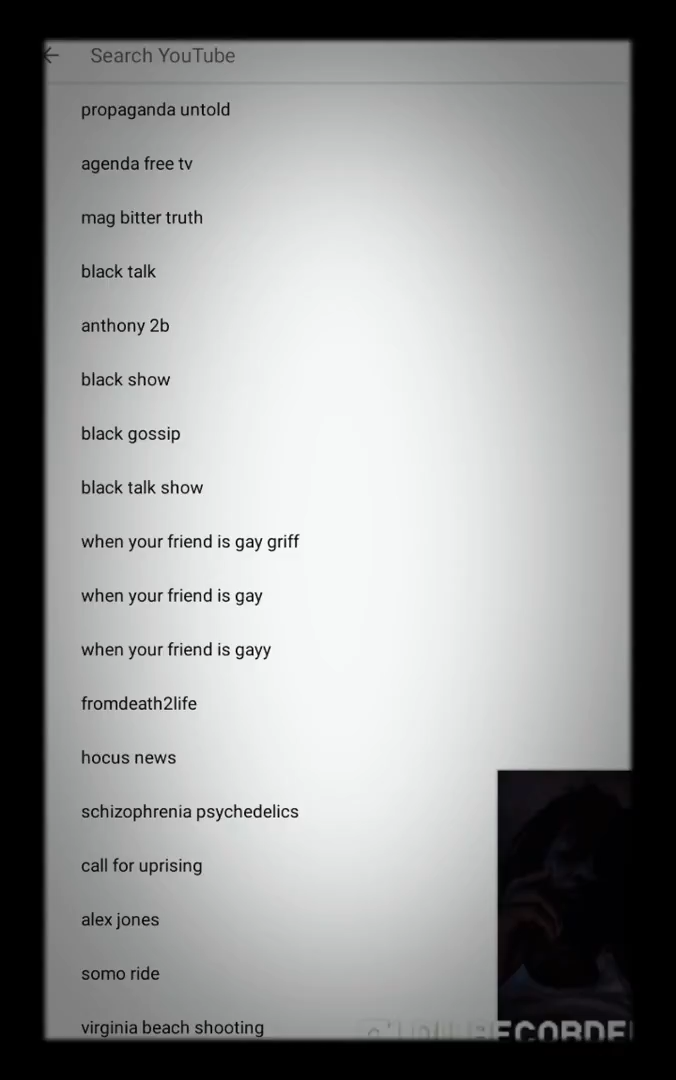 Search YouTube
propaganda untold
agenda free tv
mag bitter truth
black talk
anthony 2b
black show
black gossip
black talk show
when your friend is gay griff
when your friend is gay
when your friend is gayy
fromdeath2life
hocus news
schizophrenia psychedelics
call for uprising
alex jones
somo ride
virginia beach shooting